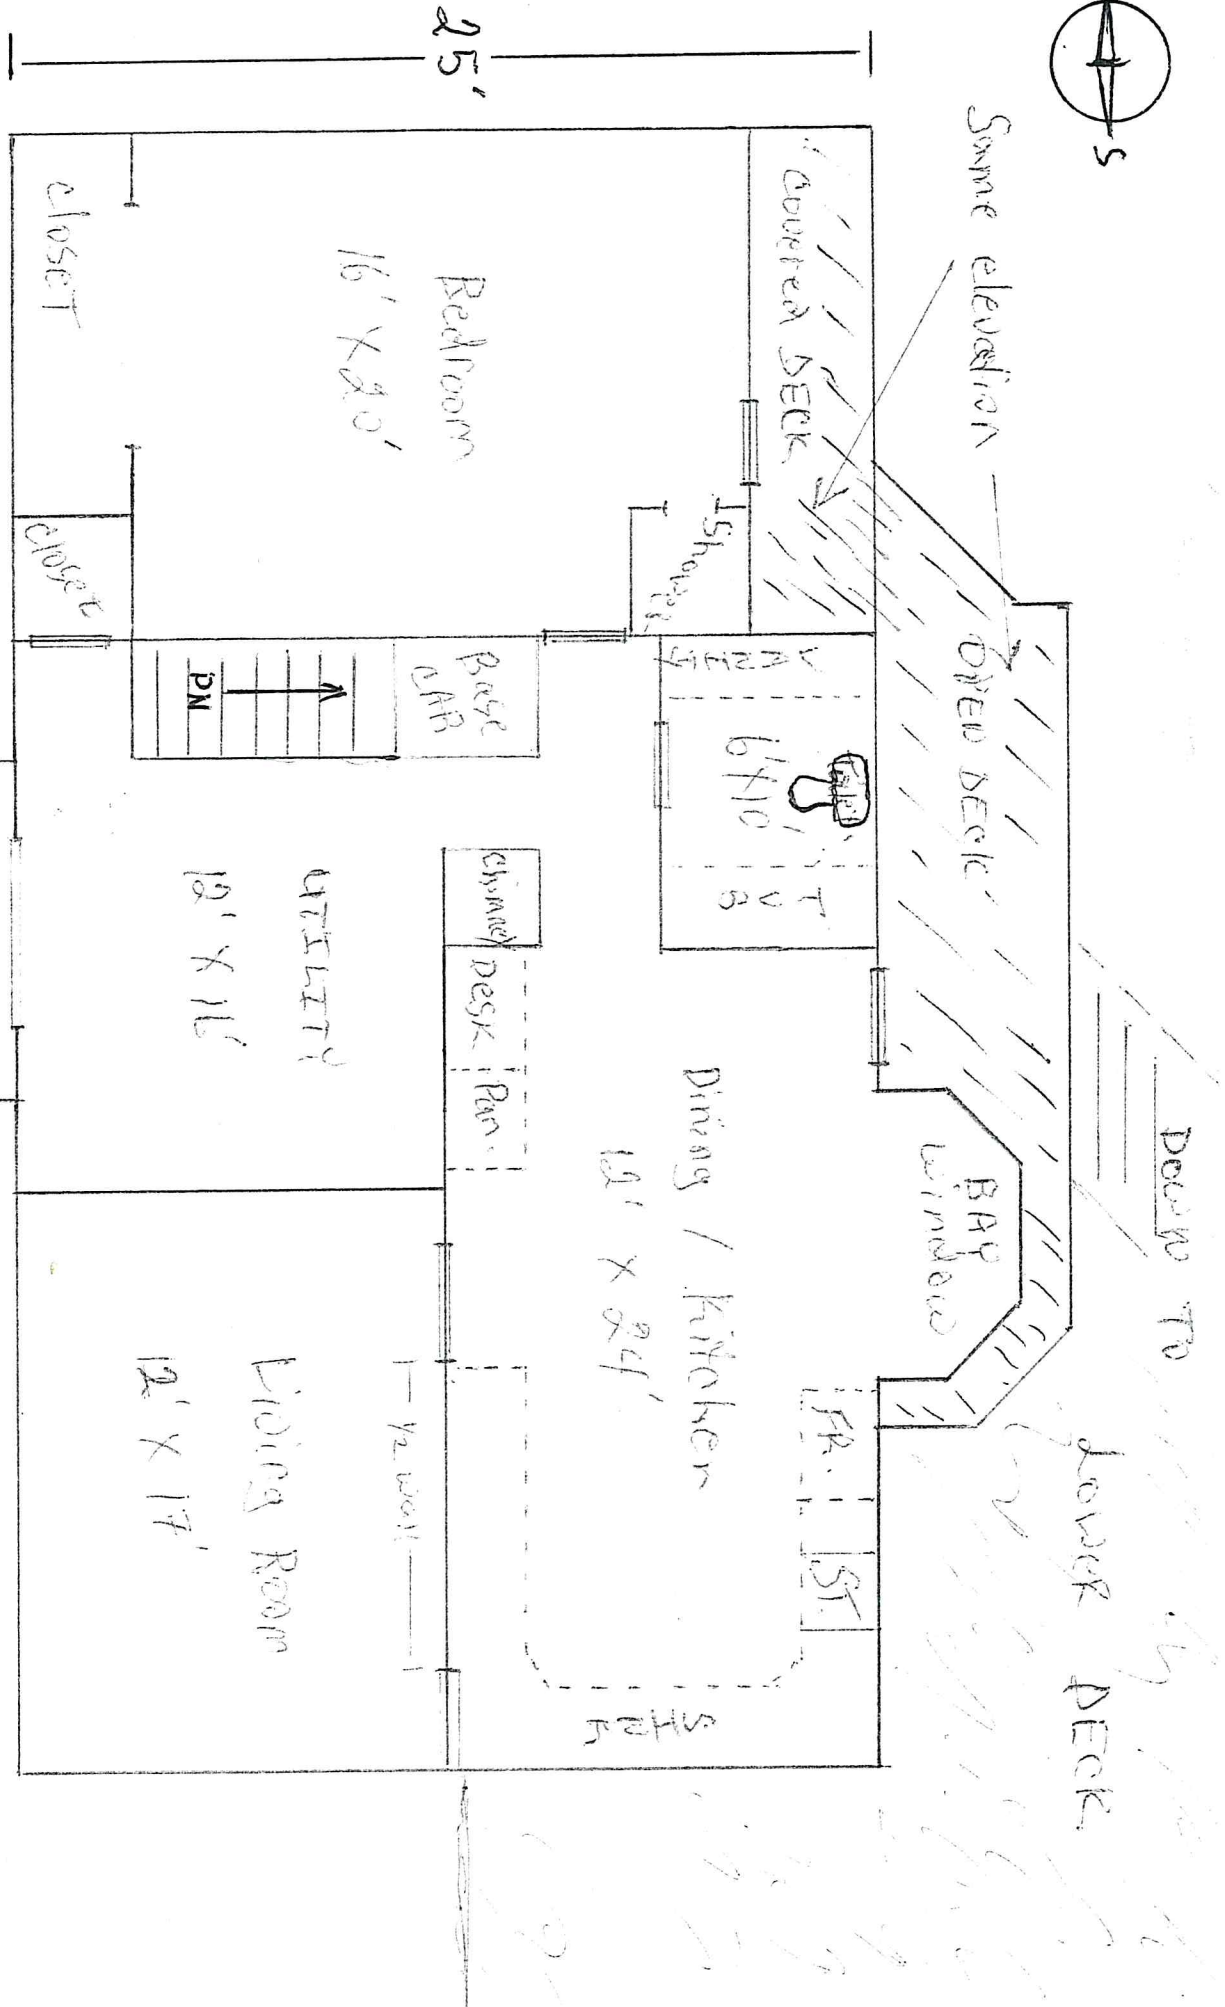 S
25'
Same elevation
Covered DECK
OPEN DECK
DOWN TO
LOWER DECK
BAY
window
Shower
VANITY
6'X10'
TUB
Bedroom
16' X 20'
closet
closet
Base
CAB
DN
chimney
Desk
Pan.
UTILITY
12' X 16'
Dining / Kitchen
12' X 24'
FR.
ST.
SINK
1/2 wall
Living Room
12' X 17'